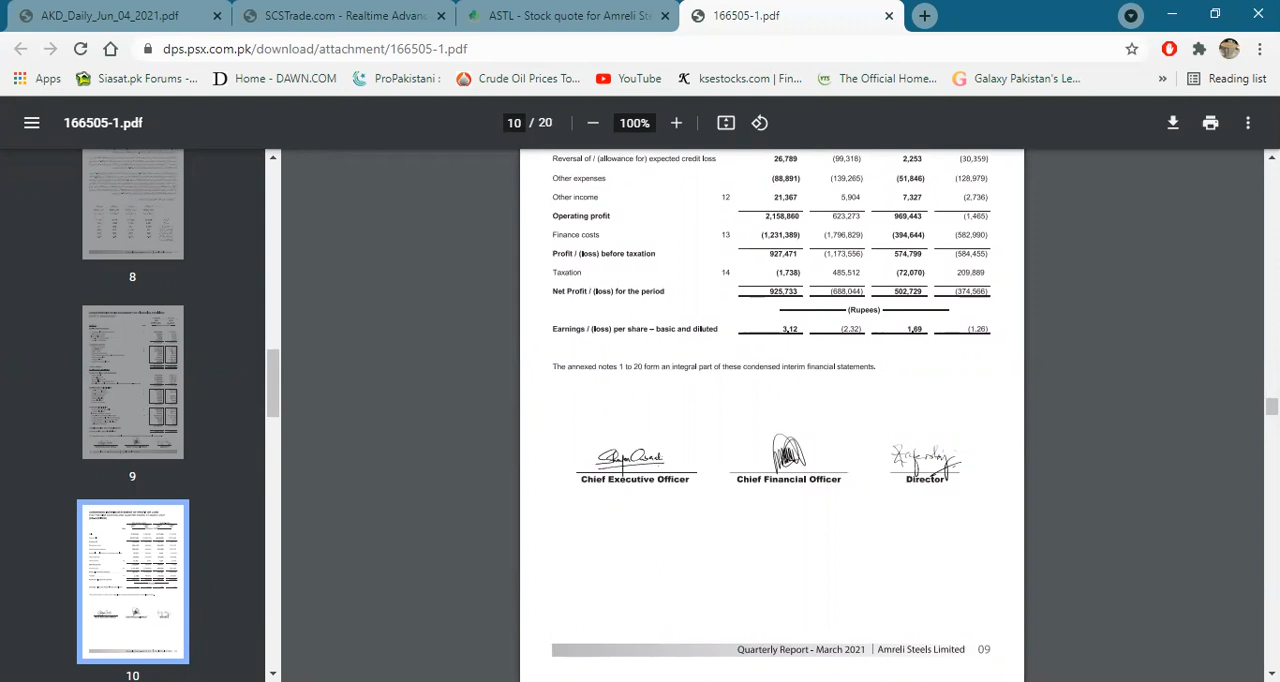 AKD_Daily_Jun_04_2021.pdf
SCSTrade.com - Realtime Advanc
ASTL - Stock quote for Amreli Ste
166505-1.pdf
dps.psx.com.pk/download/attachment/166505-1.pdf
Apps
Siasat.pk Forums -...
Home - DAWN.COM
ProPakistani :
Crude Oil Prices To...
YouTube
ksestocks.com | Fin...
The Official Home...
Galaxy Pakistan's Le...
»
Reading list
166505-1.pdf
10 / 20
100%
8
9
10
Reversal of / (allowance for) expected credit loss 26,789 (99,318) 2,253 (30,359)
Other expenses (88,891) (139,265) (51,846) (128,979)
Other income 12 21,367 5,904 7,327 (2,736)
Operating profit 2,158,860 623,273 969,443 (1,465)
Finance costs 13 (1,231,389) (1,796,829) (394,644) (582,990)
Profit / (loss) before taxation 927,471 (1,173,556) 574,799 (584,455)
Taxation 14 (1,738) 485,512 (72,070) 209,889
Net Profit / (loss) for the period 925,733 (688,044) 502,729 (374,566)
(Rupees)
Earnings / (loss) per share – basic and diluted 3.12 (2.32) 1.69 (1.26)
The annexed notes 1 to 20 form an integral part of these condensed interim financial statements.
Chief Executive Officer
Chief Financial Officer
Director
Quarterly Report - March 2021 | Amreli Steels Limited 09